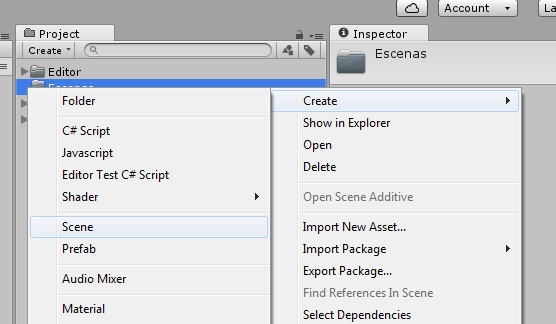 Account
La
Project
Inspector
Create
Escenas
Editor
Escenas
Folder
C# Script
Javascript
Editor Test C# Script
Shader
Scene
Prefab
Audio Mixer
Material
Create
Show in Explorer
Open
Delete
Open Scene Additive
Import New Asset...
Import Package
Export Package...
Find References In Scene
Select Dependencies